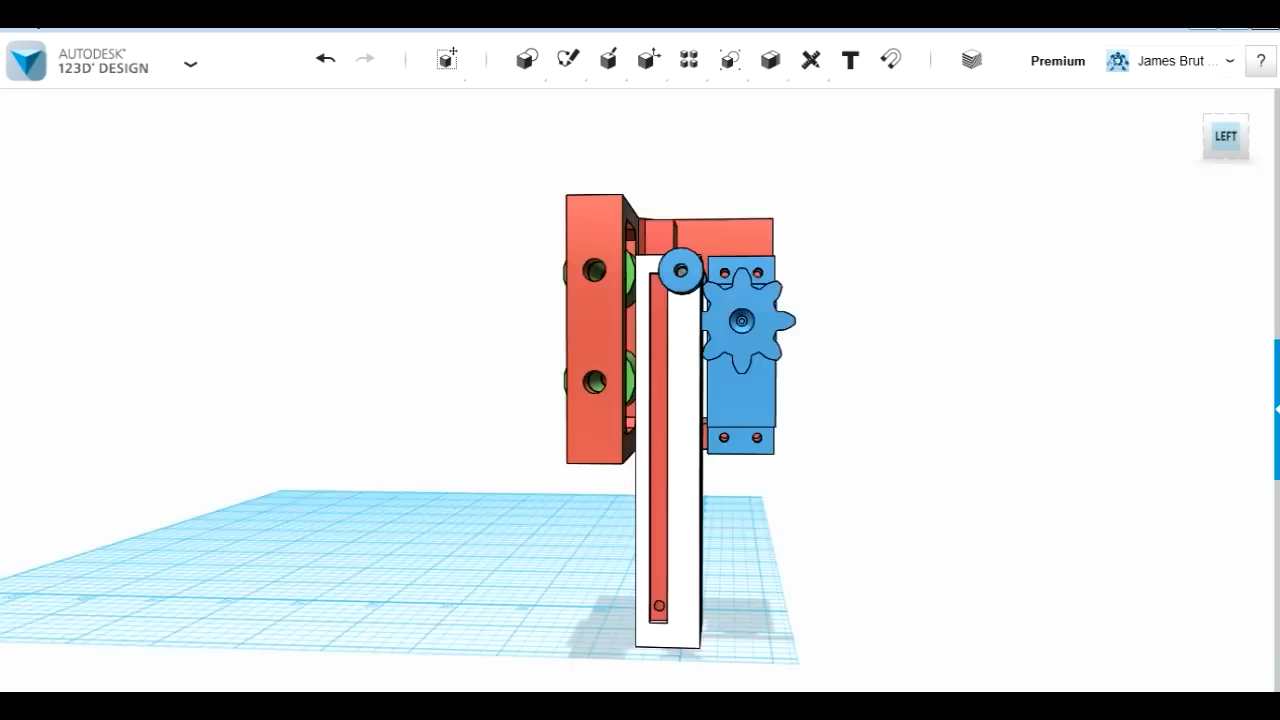 AUTODESK®
123D® DESIGN
Premium
James Brut ...
?
LEFT